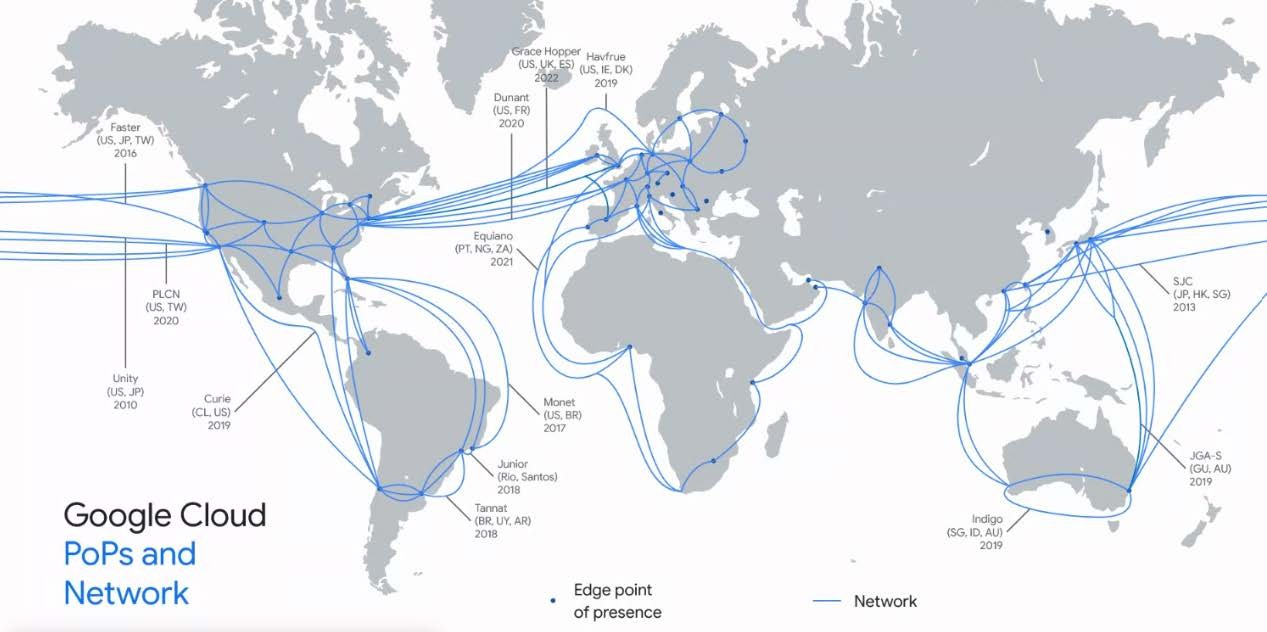 Grace Hopper
(US, UK, ES)
2022
Havfrue
(US, IE, DK)
2019
Dunant
(US, FR)
2020
Faster
(US, JP, TW)
2016
Equiano
(PT, NG, ZA)
2021
PLCN
(US, TW)
2020
SJC
(JP, HK, SG)
2013
Unity
(US, JP)
2010
Curie
(CL, US)
2019
Monet
(US, BR)
2017
Junior
(Rio, Santos)
2018
JGA-S
(GU, AU)
2019
Tannat
(BR, UY, AR)
2018
Indigo
(SG, ID, AU)
2019
Google Cloud
PoPs and
Network
Edge point
of presence
Network